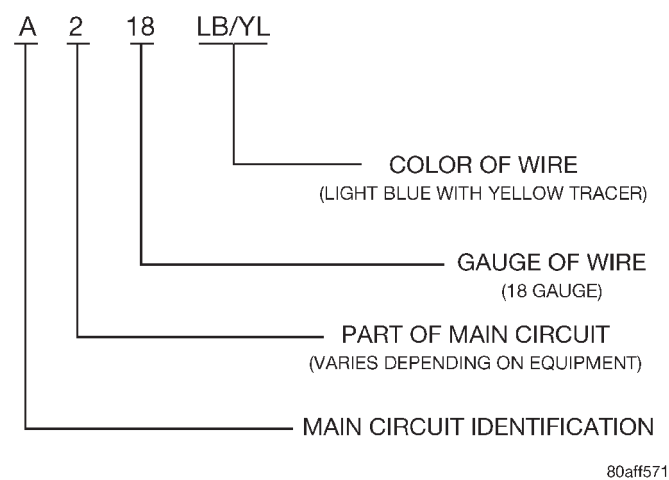 A 2 18 LB/YL
COLOR OF WIRE
(LIGHT BLUE WITH YELLOW TRACER)
GAUGE OF WIRE
(18 GAUGE)
PART OF MAIN CIRCUIT
(VARIES DEPENDING ON EQUIPMENT)
MAIN CIRCUIT IDENTIFICATION
80aff571